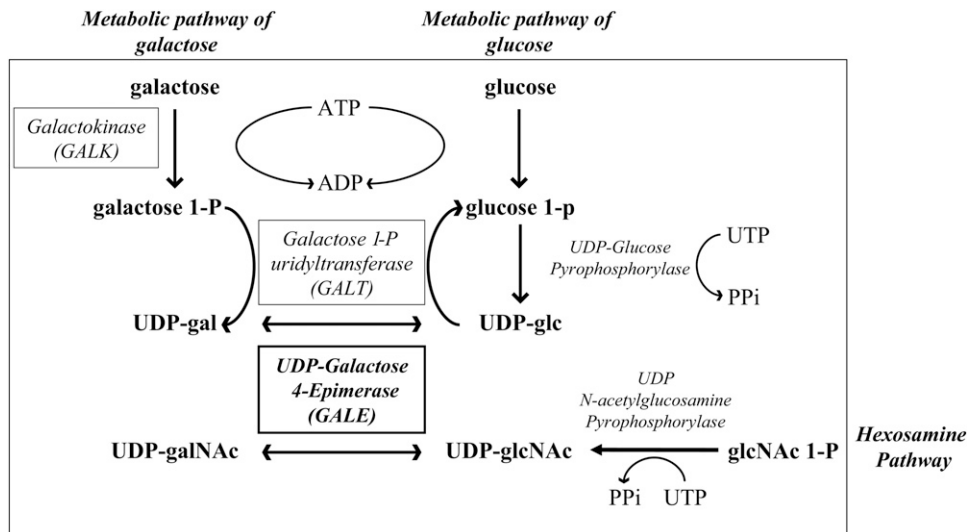 Metabolic pathway of
galactose
Metabolic pathway of
glucose
galactose
glucose
Galactokinase
(GALK)
ATP
ADP
galactose 1-P
glucose 1-p
Galactose 1-P
uridyltransferase
(GALT)
UDP-Glucose
Pyrophosphorylase
UTP
PPi
UDP-gal
UDP-glc
UDP-Galactose
4-Epimerase
(GALE)
UDP
N-acetylglucosamine
Pyrophosphorylase
UDP-galNAc
UDP-glcNAc
glcNAc 1-P
PPi
UTP
Hexosamine
Pathway